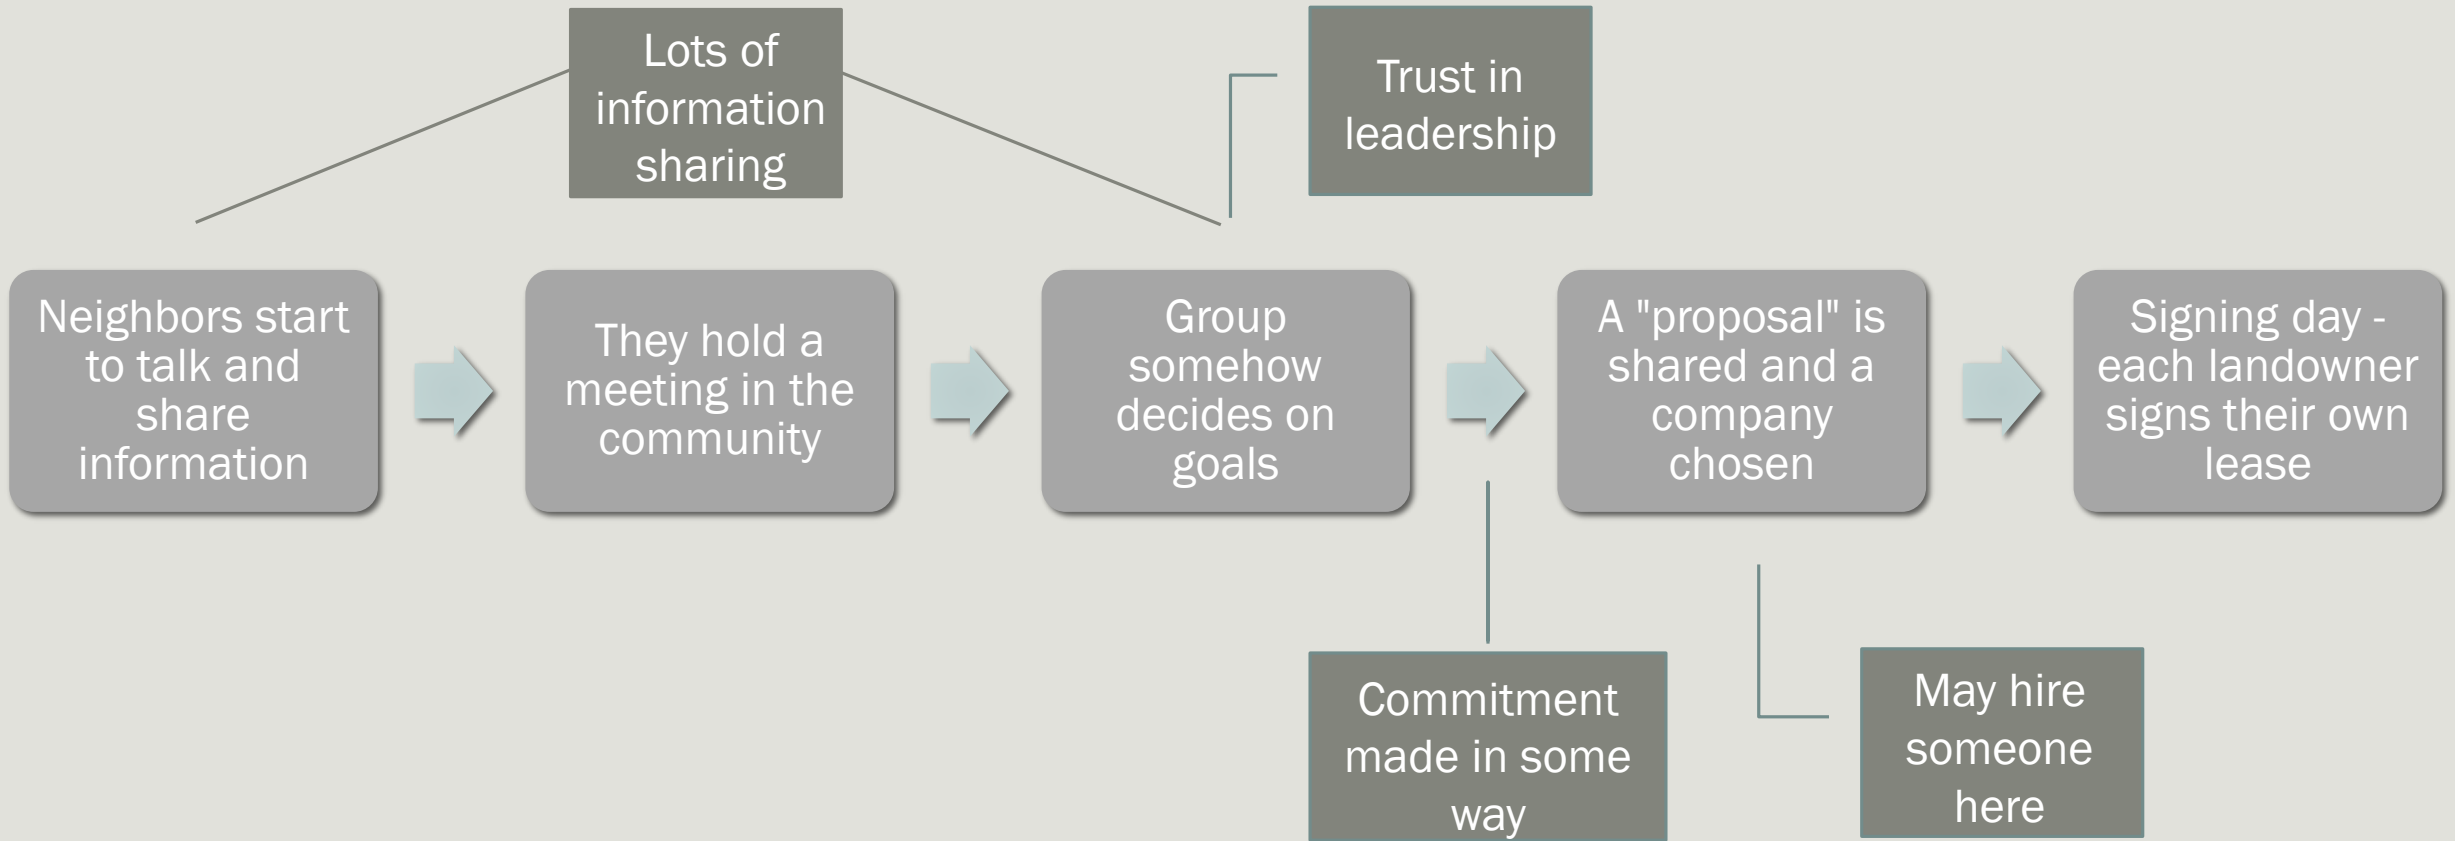 Lots of
information
sharing
Trust in
leadership
Neighbors start
to talk and
share
information
They hold a
meeting in the
community
Group
somehow
decides on
goals
A "proposal" is
shared and a
company
chosen
Signing day -
each landowner
signs their own
lease
Commitment
made in some
way
May hire
someone
here